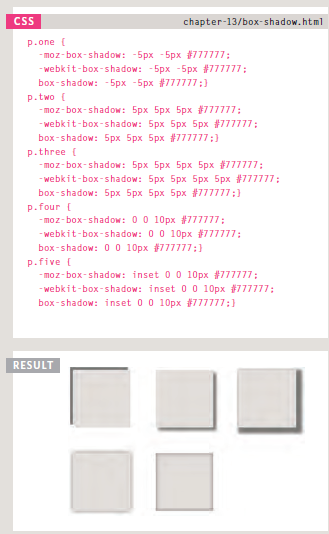 CSS chapter-13/box-shadow.html
p.one {
-moz-box-shadow: -5px -5px #777777;
-webkit-box-shadow: -5px -5px #777777;
box-shadow: -5px -5px #777777;}
p.two {
-moz-box-shadow: 5px 5px 5px #777777;
-webkit-box-shadow: 5px 5px 5px #777777;
box-shadow: 5px 5px 5px #777777;}
p.three {
-moz-box-shadow: 5px 5px 5px 5px #777777;
-webkit-box-shadow: 5px 5px 5px 5px #777777;
box-shadow: 5px 5px 5px 5px #777777;}
p.four {
-moz-box-shadow: 0 0 10px #777777;
-webkit-box-shadow: 0 0 10px #777777;
box-shadow: 0 0 10px #777777;}
p.five {
-moz-box-shadow: inset 0 0 10px #777777;
-webkit-box-shadow: inset 0 0 10px #777777;
box-shadow: inset 0 0 10px #777777;}
RESULT